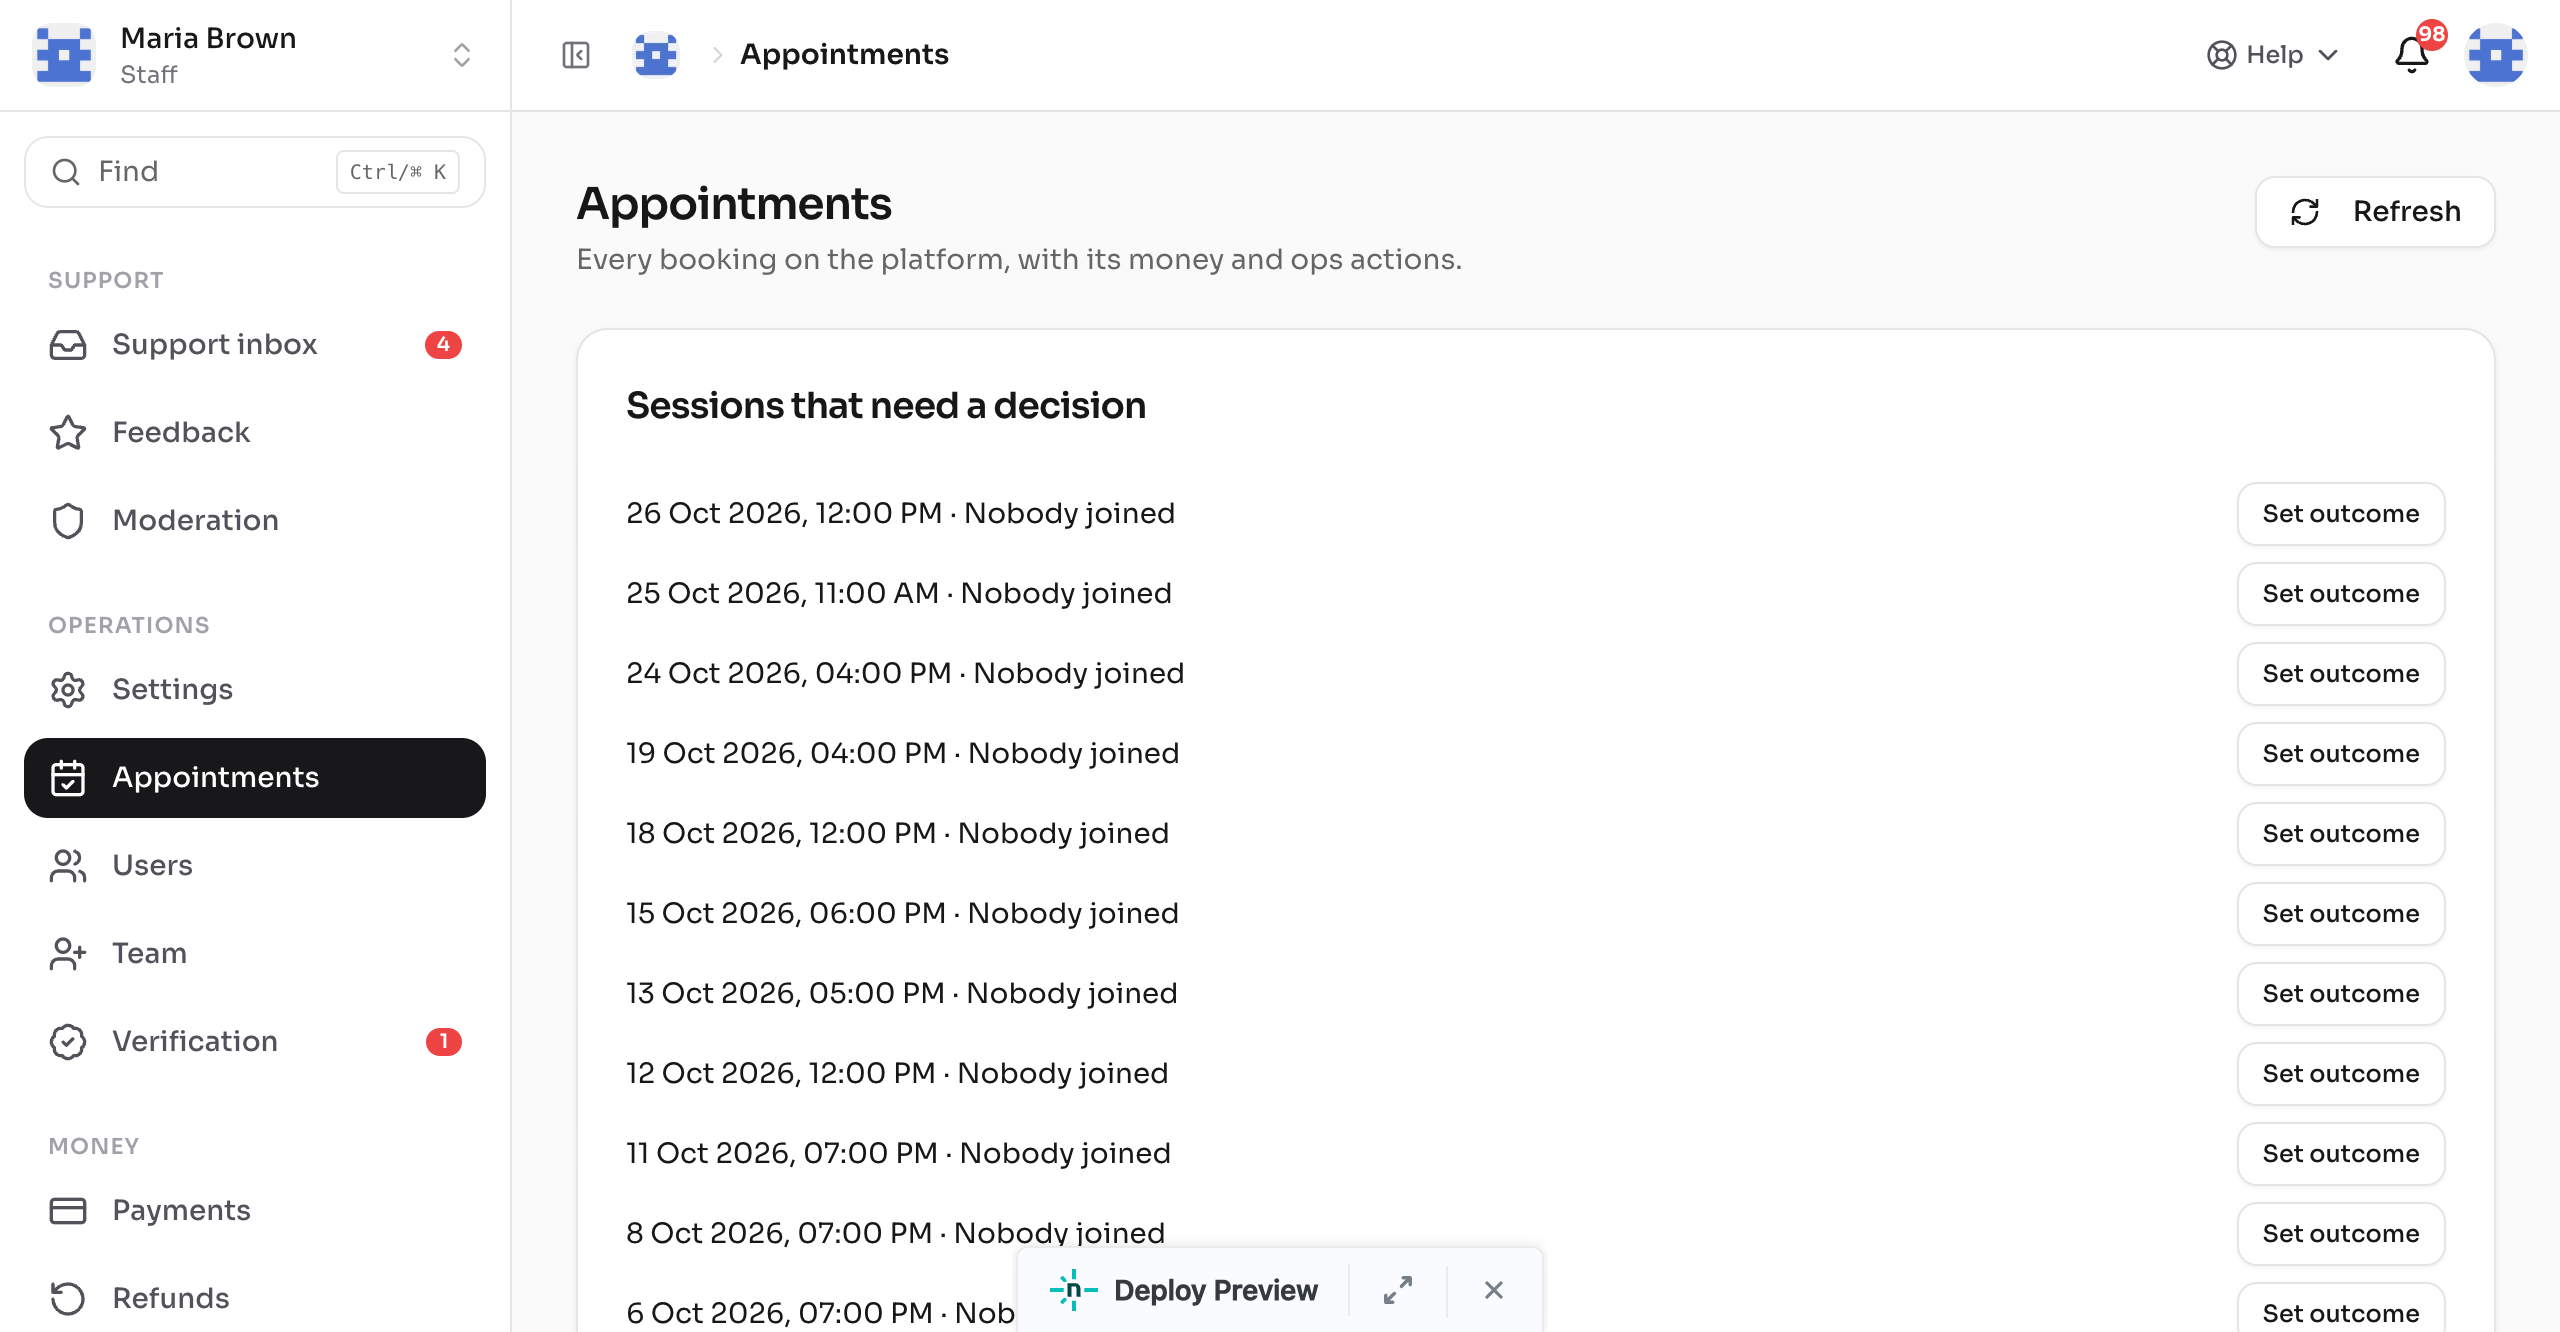 Maria Brown
Staff
Find
Ctrl/⌘ K
SUPPORT
Support inbox
4
Feedback
Moderation
OPERATIONS
Settings
Appointments
Users
Team
Verification
1
MONEY
Payments
Refunds
Appointments
Help
98
Appointments
Every booking on the platform, with its money and ops actions.
Refresh
Sessions that need a decision
26 Oct 2026, 12:00 PM · Nobody joined
Set outcome
25 Oct 2026, 11:00 AM · Nobody joined
Set outcome
24 Oct 2026, 04:00 PM · Nobody joined
Set outcome
19 Oct 2026, 04:00 PM · Nobody joined
Set outcome
18 Oct 2026, 12:00 PM · Nobody joined
Set outcome
15 Oct 2026, 06:00 PM · Nobody joined
Set outcome
13 Oct 2026, 05:00 PM · Nobody joined
Set outcome
12 Oct 2026, 12:00 PM · Nobody joined
Set outcome
11 Oct 2026, 07:00 PM · Nobody joined
Set outcome
8 Oct 2026, 07:00 PM · Nobody joined
Set outcome
6 Oct 2026, 07:00 PM · Nob
Set outcome
Deploy Preview